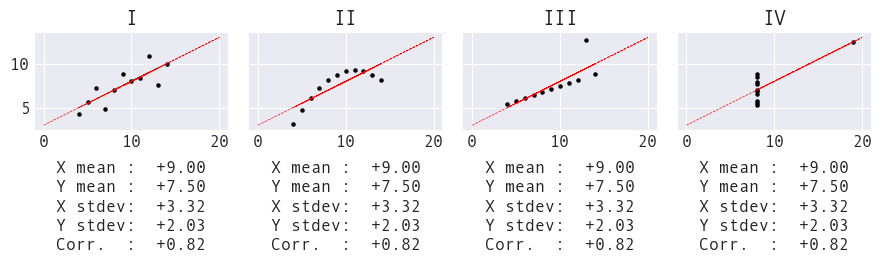 I II III IV
10
5
0 10 20 0 10 20 0 10 20 0 10 20
X mean : +9.00 X mean : +9.00 X mean : +9.00 X mean : +9.00
Y mean : +7.50 Y mean : +7.50 Y mean : +7.50 Y mean : +7.50
X stdev: +3.32 X stdev: +3.32 X stdev: +3.32 X stdev: +3.32
Y stdev: +2.03 Y stdev: +2.03 Y stdev: +2.03 Y stdev: +2.03
Corr. : +0.82 Corr. : +0.82 Corr. : +0.82 Corr. : +0.82